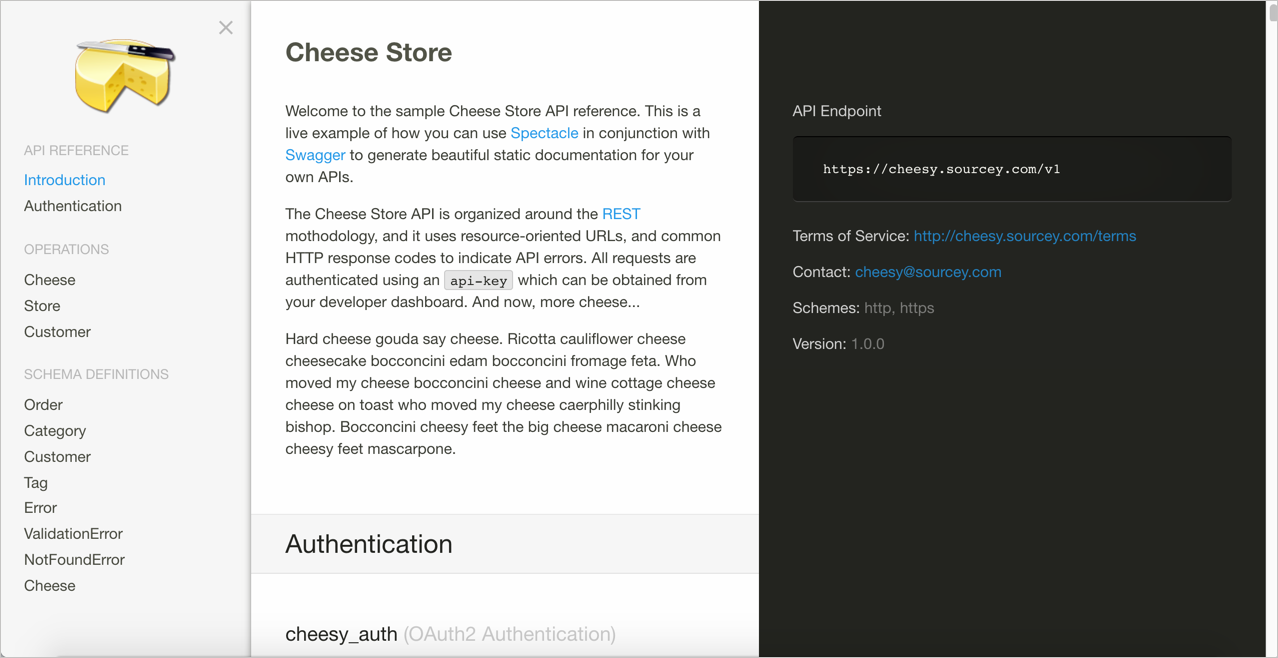 API REFERENCE
Introduction
Authentication
OPERATIONS
Cheese
Store
Customer
SCHEMA DEFINITIONS
Order
Category
Customer
Tag
Error
ValidationError
NotFoundError
Cheese
Cheese Store
Welcome to the sample Cheese Store API reference. This is a
live example of how you can use Spectacle in conjunction with
Swagger to generate beautiful static documentation for your
own APIs.
The Cheese Store API is organized around the REST
mothodology, and it uses resource-oriented URLs, and common
HTTP response codes to indicate API errors. All requests are
authenticated using an api-key which can be obtained from
your developer dashboard. And now, more cheese...
Hard cheese gouda say cheese. Ricotta cauliflower cheese
cheesecake bocconcini edam bocconcini fromage feta. Who
moved my cheese bocconcini cheese and wine cottage cheese
cheese on toast who moved my cheese caerphilly stinking
bishop. Bocconcini cheesy feet the big cheese macaroni cheese
cheesy feet mascarpone.
Authentication
cheesy_auth (OAuth2 Authentication)
API Endpoint
https://cheesy.sourcey.com/v1
Terms of Service: http://cheesy.sourcey.com/terms
Contact: cheesy@sourcey.com
Schemes: http, https
Version: 1.0.0